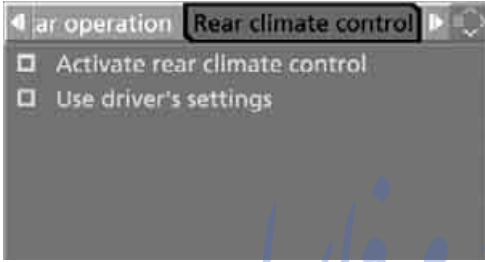 ar operation Rear climate control
Activate rear climate control
Use driver's settings